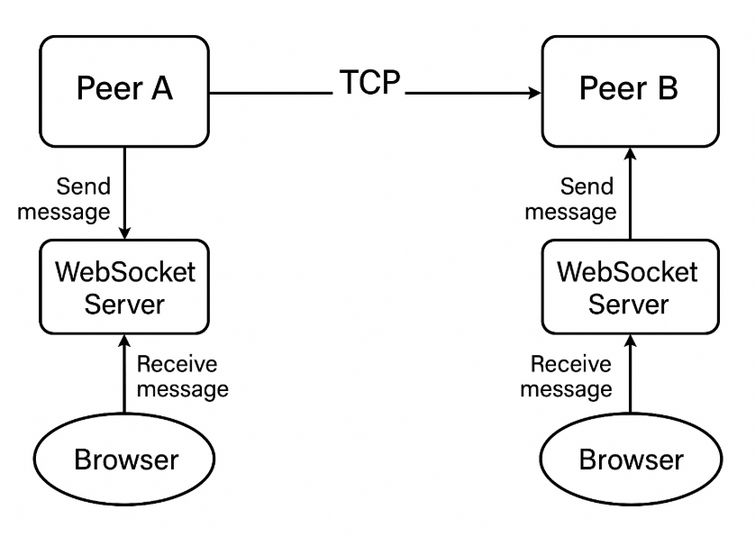 Peer A
TCP
Peer B
Send
message
Send
message
WebSocket
Server
WebSocket
Server
Receive
message
Receive
message
Browser
Browser